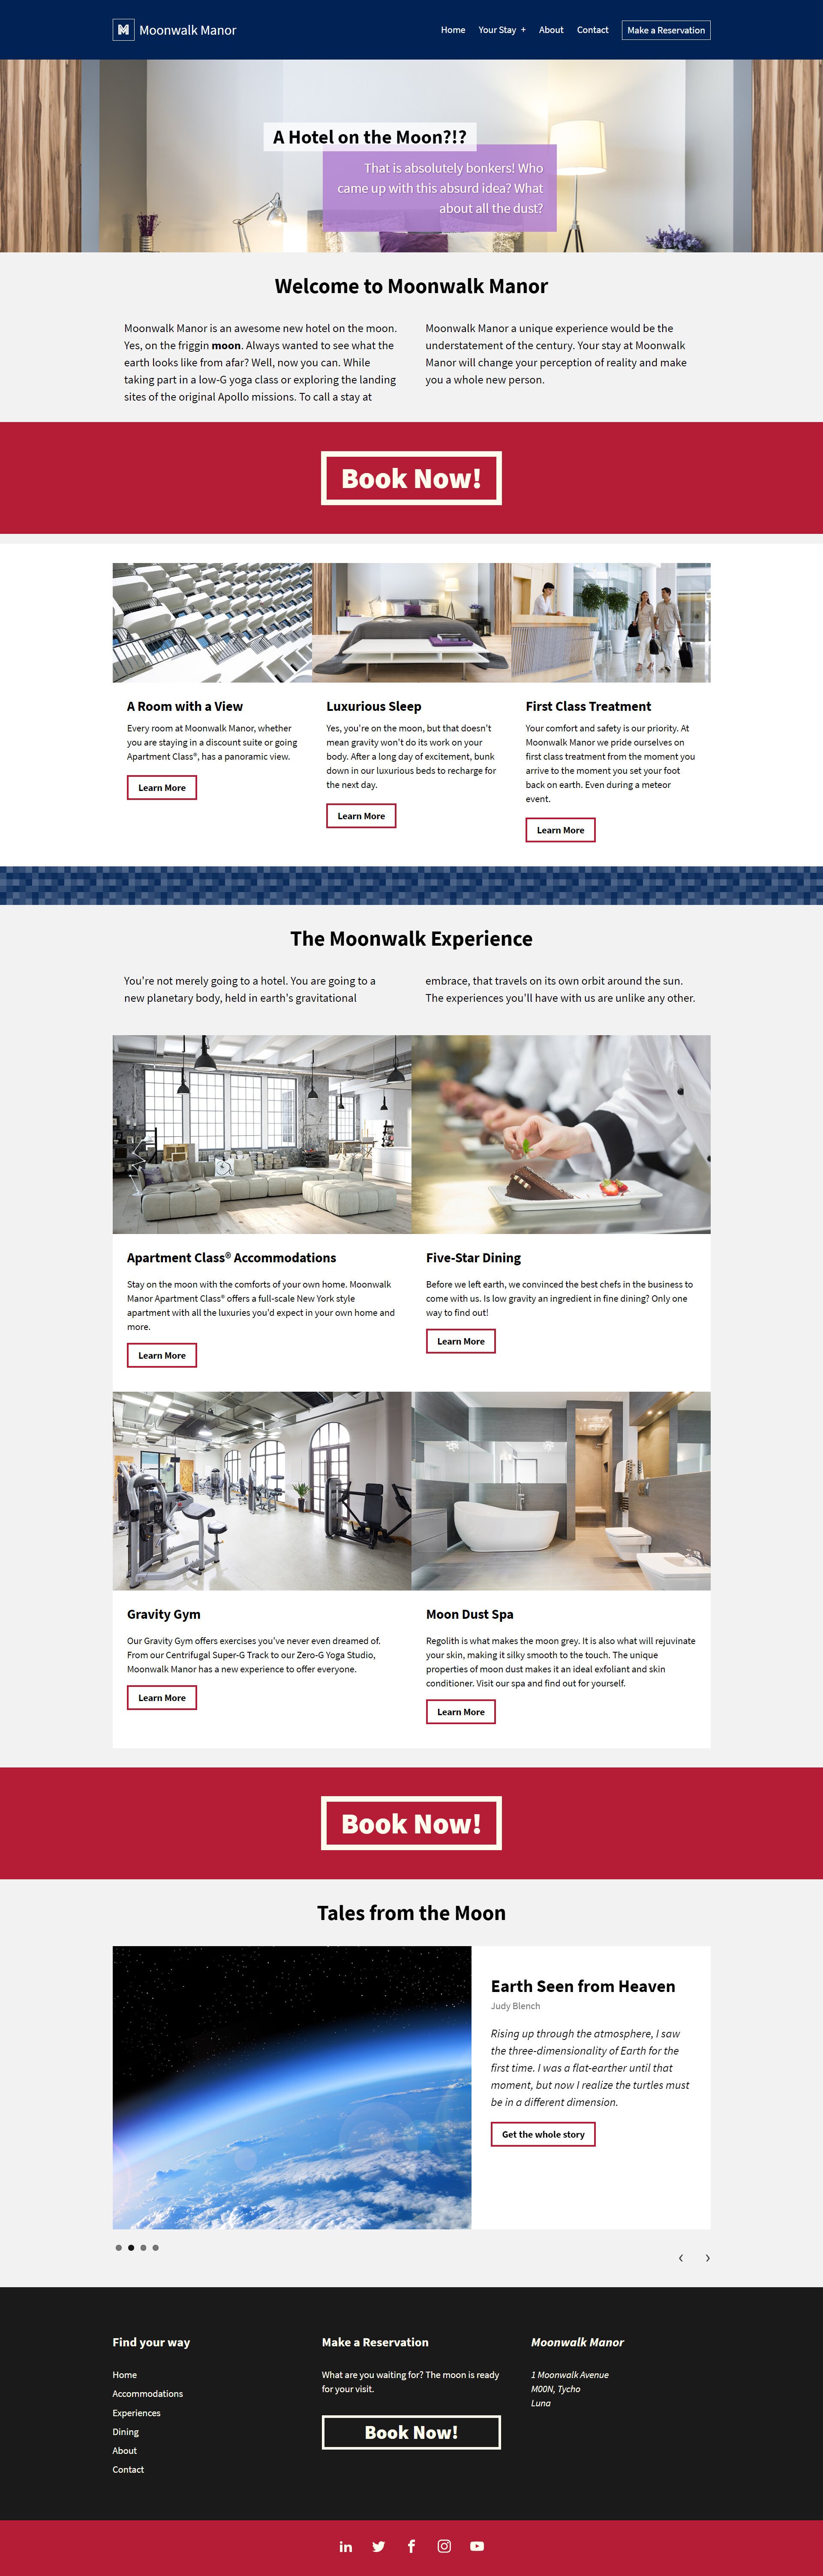 M Moonwalk Manor
Home Your Stay + About Contact Make a Reservation
A Hotel on the Moon?!?
That is absolutely bonkers! Who
came up with this absurd idea? What
about all the dust?
Welcome to Moonwalk Manor
Moonwalk Manor is an awesome new hotel on the moon.
Yes, on the friggin moon. Always wanted to see what the
earth looks like from afar? Well, now you can. While
taking part in a low-G yoga class or exploring the landing
sites of the original Apollo missions. To call a stay at
Moonwalk Manor a unique experience would be the
understatement of the century. Your stay at Moonwalk
Manor will change your perception of reality and make
you a whole new person.
Book Now!
A Room with a View
Every room at Moonwalk Manor, whether
you are staying in a discount suite or going
Apartment Class®, has a panoramic view.
Learn More
Luxurious Sleep
Yes, you're on the moon, but that doesn't
mean gravity won't do its work on your
body. After a long day of excitement, bunk
down in our luxurious beds to recharge for
the next day.
Learn More
First Class Treatment
Your comfort and safety is our priority. At
Moonwalk Manor we pride ourselves on
first class treatment from the moment you
arrive to the moment you set your foot
back on earth. Even during a meteor
event.
Learn More
The Moonwalk Experience
You're not merely going to a hotel. You are going to a
new planetary body, held in earth's gravitational
embrace, that travels on its own orbit around the sun.
The experiences you'll have with us are unlike any other.
Apartment Class® Accommodations
Stay on the moon with the comforts of your own home. Moonwalk
Manor Apartment Class® offers a full-scale New York style
apartment with all the luxuries you'd expect in your own home and
more.
Learn More
Five-Star Dining
Before we left earth, we convinced the best chefs in the business to
come with us. Is low gravity an ingredient in fine dining? Only one
way to find out!
Learn More
Gravity Gym
Our Gravity Gym offers exercises you've never even dreamed of.
From our Centrifugal Super-G Track to our Zero-G Yoga Studio,
Moonwalk Manor has a new experience to offer everyone.
Learn More
Moon Dust Spa
Regolith is what makes the moon grey. It is also what will rejuvinate
your skin, making it silky smooth to the touch. The unique
properties of moon dust makes it an ideal exfoliant and skin
conditioner. Visit our spa and find out for yourself.
Learn More
Book Now!
Tales from the Moon
Earth Seen from Heaven
Judy Blench
Rising up through the atmosphere, I saw
the three-dimensionality of Earth for the
first time. I was a flat-earther until that
moment, but now I realize the turtles must
be in a different dimension.
Get the whole story
Find your way
Home
Accommodations
Experiences
Dining
About
Contact
Make a Reservation
What are you waiting for? The moon is ready
for your visit.
Book Now!
Moonwalk Manor
1 Moonwalk Avenue
M00N, Tycho
Luna